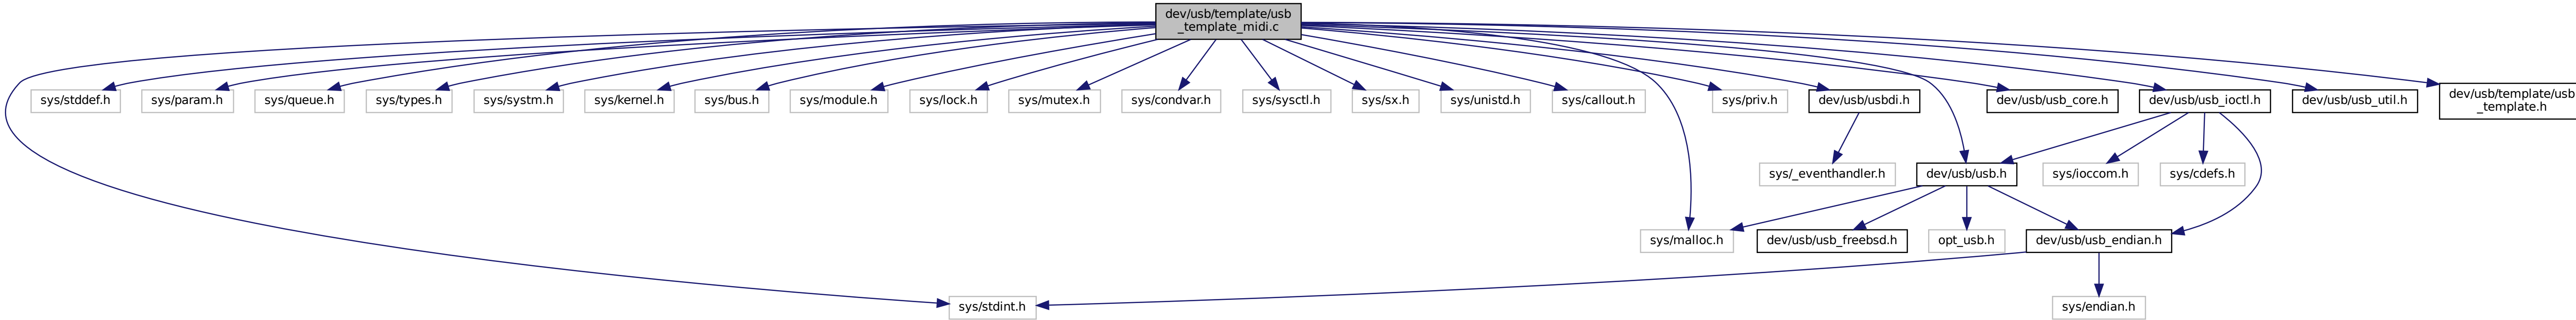 dev/usb/template/usb
_template_midi.c
sys/stddef.h
sys/param.h
sys/queue.h
sys/types.h
sys/systm.h
sys/kernel.h
sys/bus.h
sys/module.h
sys/lock.h
sys/mutex.h
sys/condvar.h
sys/sysctl.h
sys/sx.h
sys/unistd.h
sys/callout.h
sys/priv.h
dev/usb/usbdi.h
dev/usb/usb_core.h
dev/usb/usb_ioctl.h
dev/usb/usb_util.h
dev/usb/template/usb
_template.h
sys/_eventhandler.h
dev/usb/usb.h
sys/ioccom.h
sys/cdefs.h
sys/malloc.h
dev/usb/usb_freebsd.h
opt_usb.h
dev/usb/usb_endian.h
sys/stdint.h
sys/endian.h